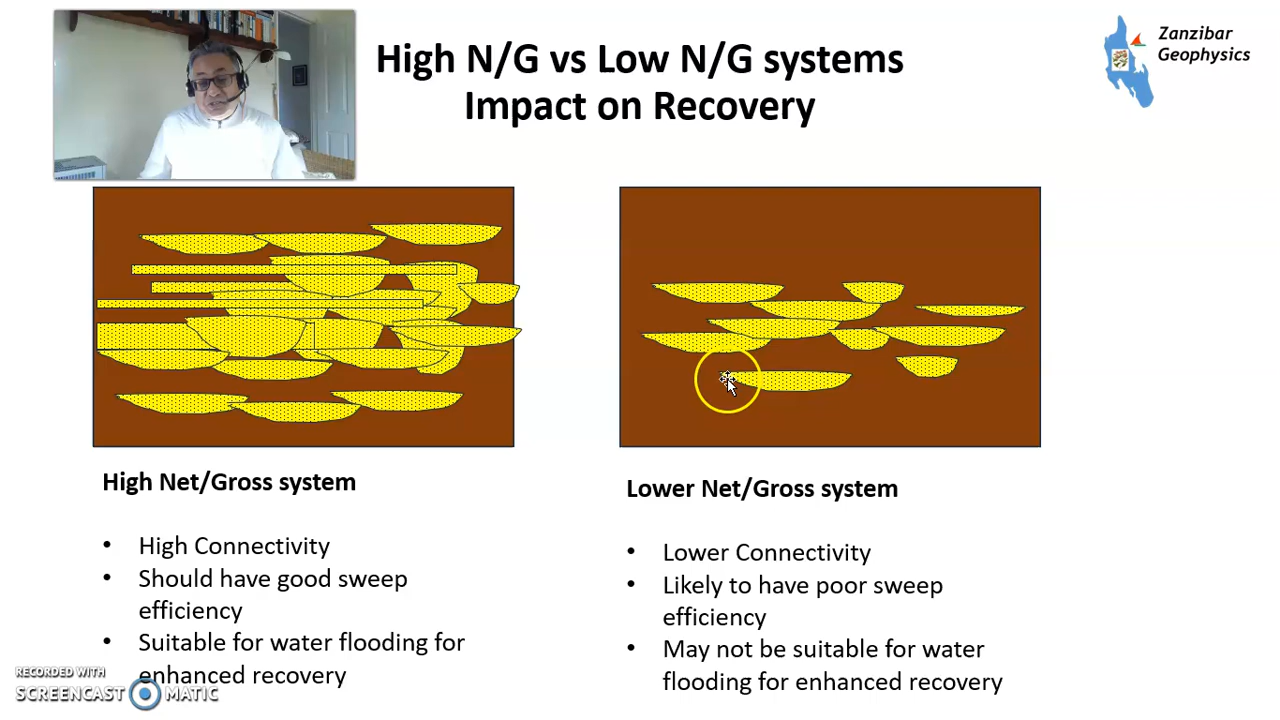 High N/G vs Low N/G systems
Impact on Recovery
Zanzibar
Geophysics
High Net/Gross system
• High Connectivity
• Should have good sweep
efficiency
• Suitable for water flooding for
enhanced recovery
Lower Net/Gross system
• Lower Connectivity
• Likely to have poor sweep
efficiency
• May not be suitable for water
flooding for enhanced recovery
RECORDED WITH
SCREENCAST MATIC